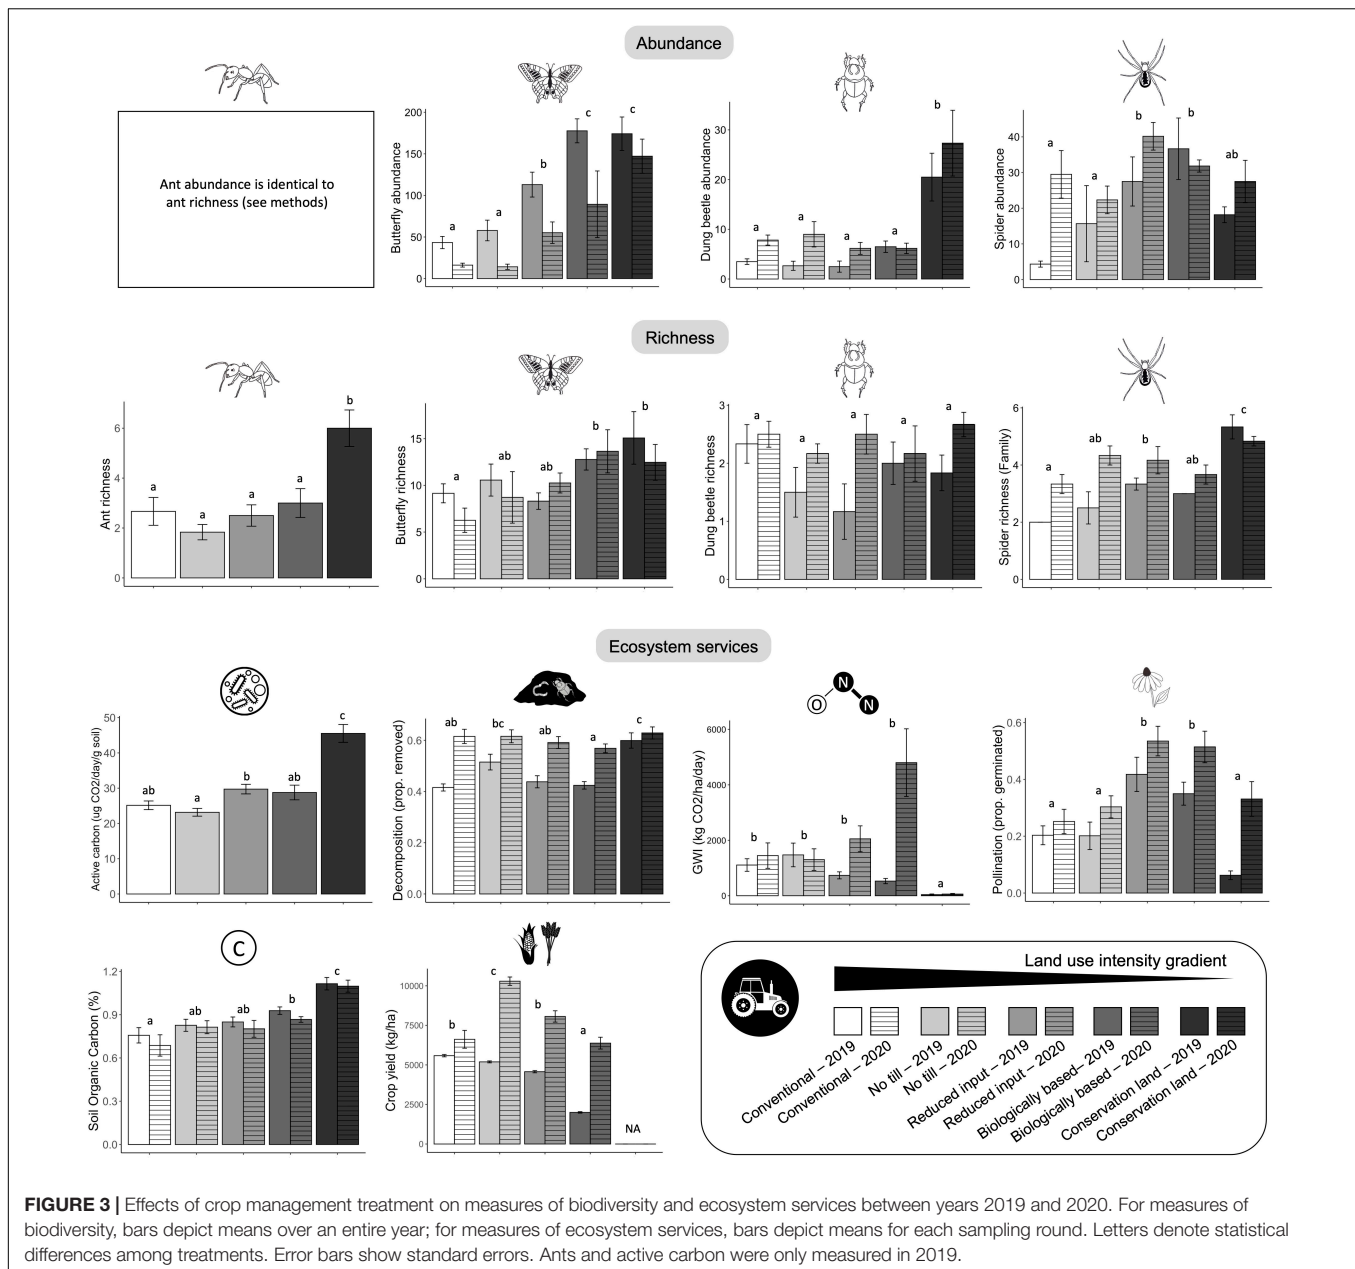 Abundance
Ant abundance is identical to
ant richness (see methods)
Butterfly abundance
200
150
100
50
0
a
a
b
c
c
Dung beetle abundance
30
20
10
0
a
a
a
a
b
Spider abundance
40
30
20
10
0
a
a
b
b
ab
Richness
Ant richness
6
4
2
0
a
a
a
a
b
Butterfly richness
15
10
5
0
a
ab
ab
b
b
Dung beetle richness
3
2
1
0
a
a
a
a
a
Spider richness (Family)
6
4
2
0
a
ab
b
ab
c
Ecosystem services
Active carbon (ug CO2/day/g soil)
50
40
30
20
10
0
ab
a
b
ab
c
Decomposition (prop. removed)
0.6
0.4
0.2
0.0
ab
bc
ab
a
c
O N N
GWI (kg CO2/ha/day)
6000
4000
2000
0
b
b
b
b
a
Pollination (prop. germinated)
0.6
0.4
0.2
0.0
a
a
b
b
a
C
Soil Organic Carbon (%)
1.2
0.9
0.6
0.3
0.0
a
ab
ab
b
c
Crop yield (kg/ha)
10000
7500
5000
2500
0
b
c
b
a
NA
Land use intensity gradient
Conventional – 2019
Conventional – 2020
No till – 2019
No till – 2020
Reduced input – 2019
Reduced input – 2020
Biologically based – 2019
Biologically based – 2020
Conservation land – 2019
Conservation land – 2020
FIGURE 3 | Effects of crop management treatment on measures of biodiversity and ecosystem services between years 2019 and 2020. For measures of
biodiversity, bars depict means over an entire year; for measures of ecosystem services, bars depict means for each sampling round. Letters denote statistical
differences among treatments. Error bars show standard errors. Ants and active carbon were only measured in 2019.